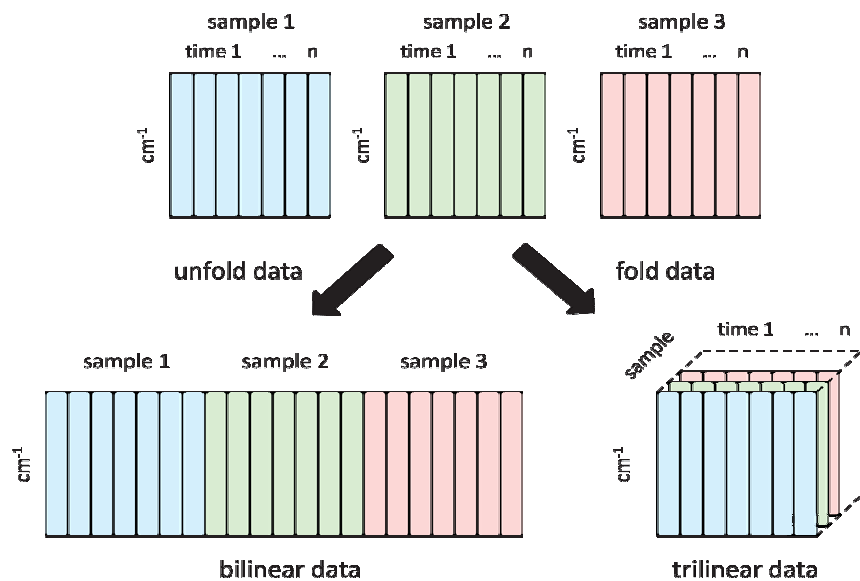 sample 1 sample 2 sample 3
time 1 ... n time 1 ... n time 1 ... n
cm-1 cm-1 cm-1
unfold data fold data
time 1 ... n
sample
sample 1 sample 2 sample 3
cm-1 cm-1
bilinear data trilinear data